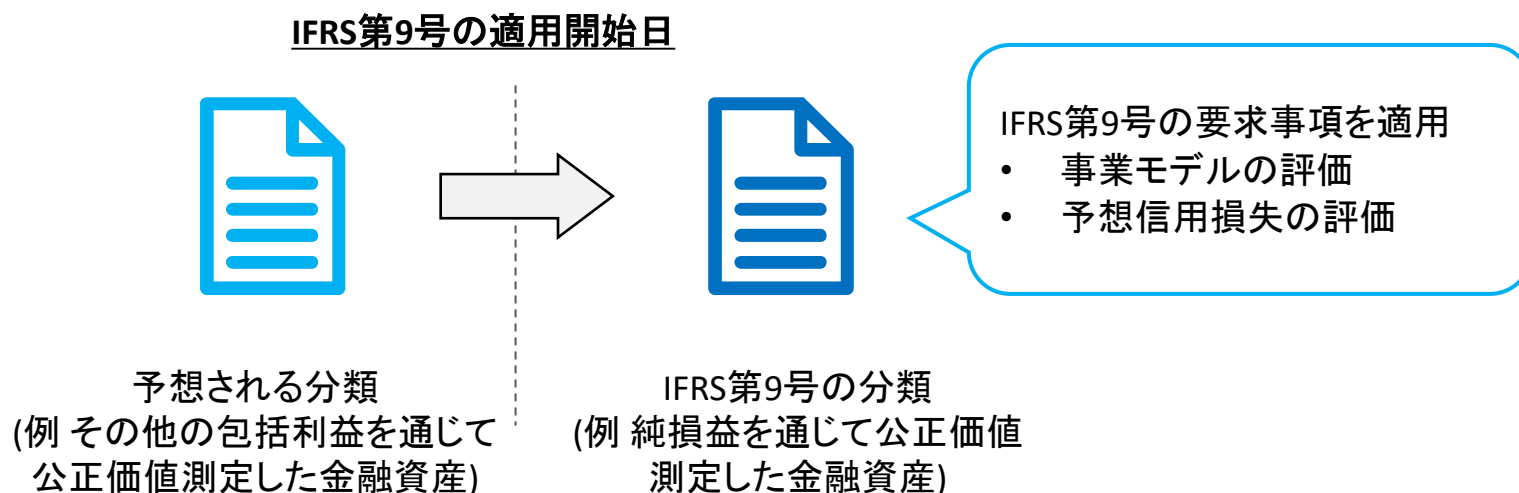 IFRS第9号の適用開始日
IFRS第9号の要求事項を適用
• 事業モデルの評価
• 予想信用損失の評価
予想される分類
(例 その他の包括利益を通じて
公正価値測定した金融資産)
IFRS第9号の分類
(例 純損益を通じて公正価値
測定した金融資産)